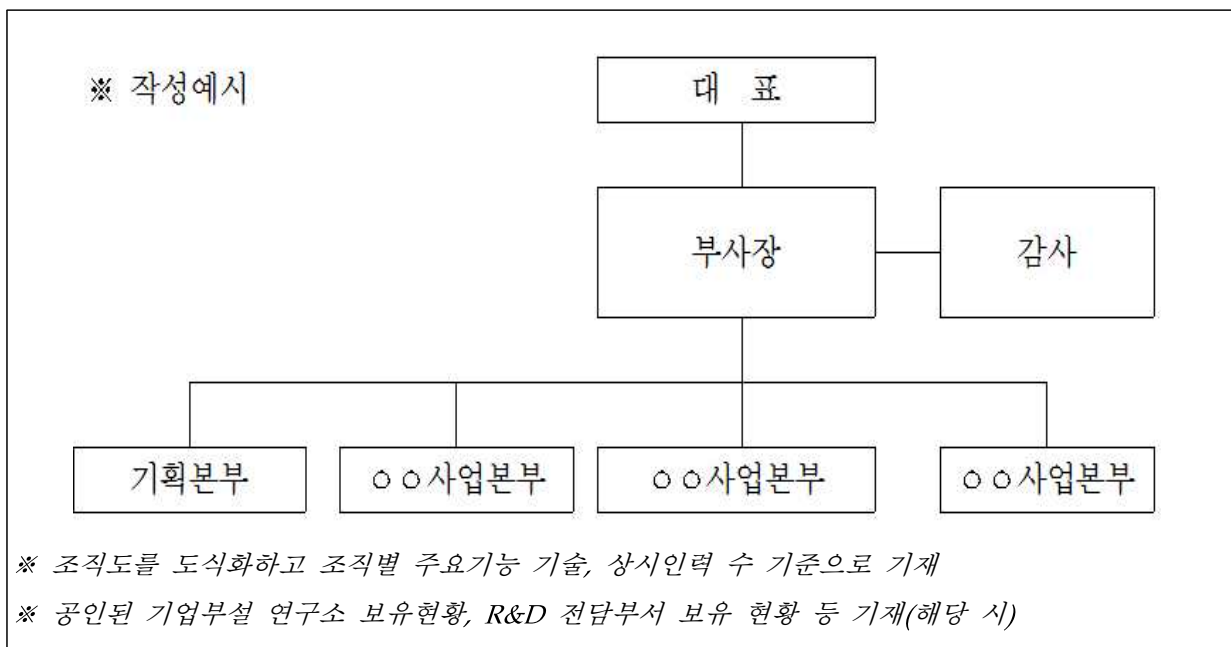 ※ 작성예시
대 표
부사장
감사
기획본부
○○사업본부
○○사업본부
○○사업본부
※ 조직도를 도식화하고 조직별 주요기능 기술, 상시인력 수 기준으로 기재
※ 공인된 기업부설 연구소 보유현황, R&D 전담부서 보유 현황 등 기재(해당 시)